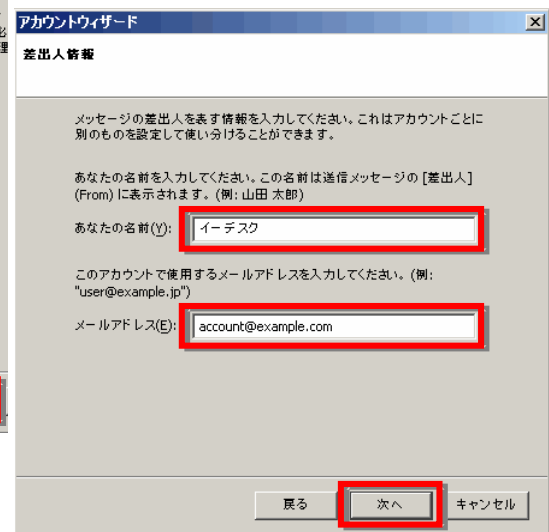 アカウントウィザード
差出人情報
メッセージの差出人を表す情報を入力してください。これはアカウントごとに
別のものを設定して使い分けることができます。
あなたの名前を入力してください。この名前は送信メッセージの [差出人]
(From) に表示されます。(例: 山田 太郎)
あなたの名前(Y): イーデスク
このアカウントで使用するメールアドレスを入力してください。(例:
"user@example.jp")
メールアドレス(E): account@example.com
戻る 次へ キャンセル